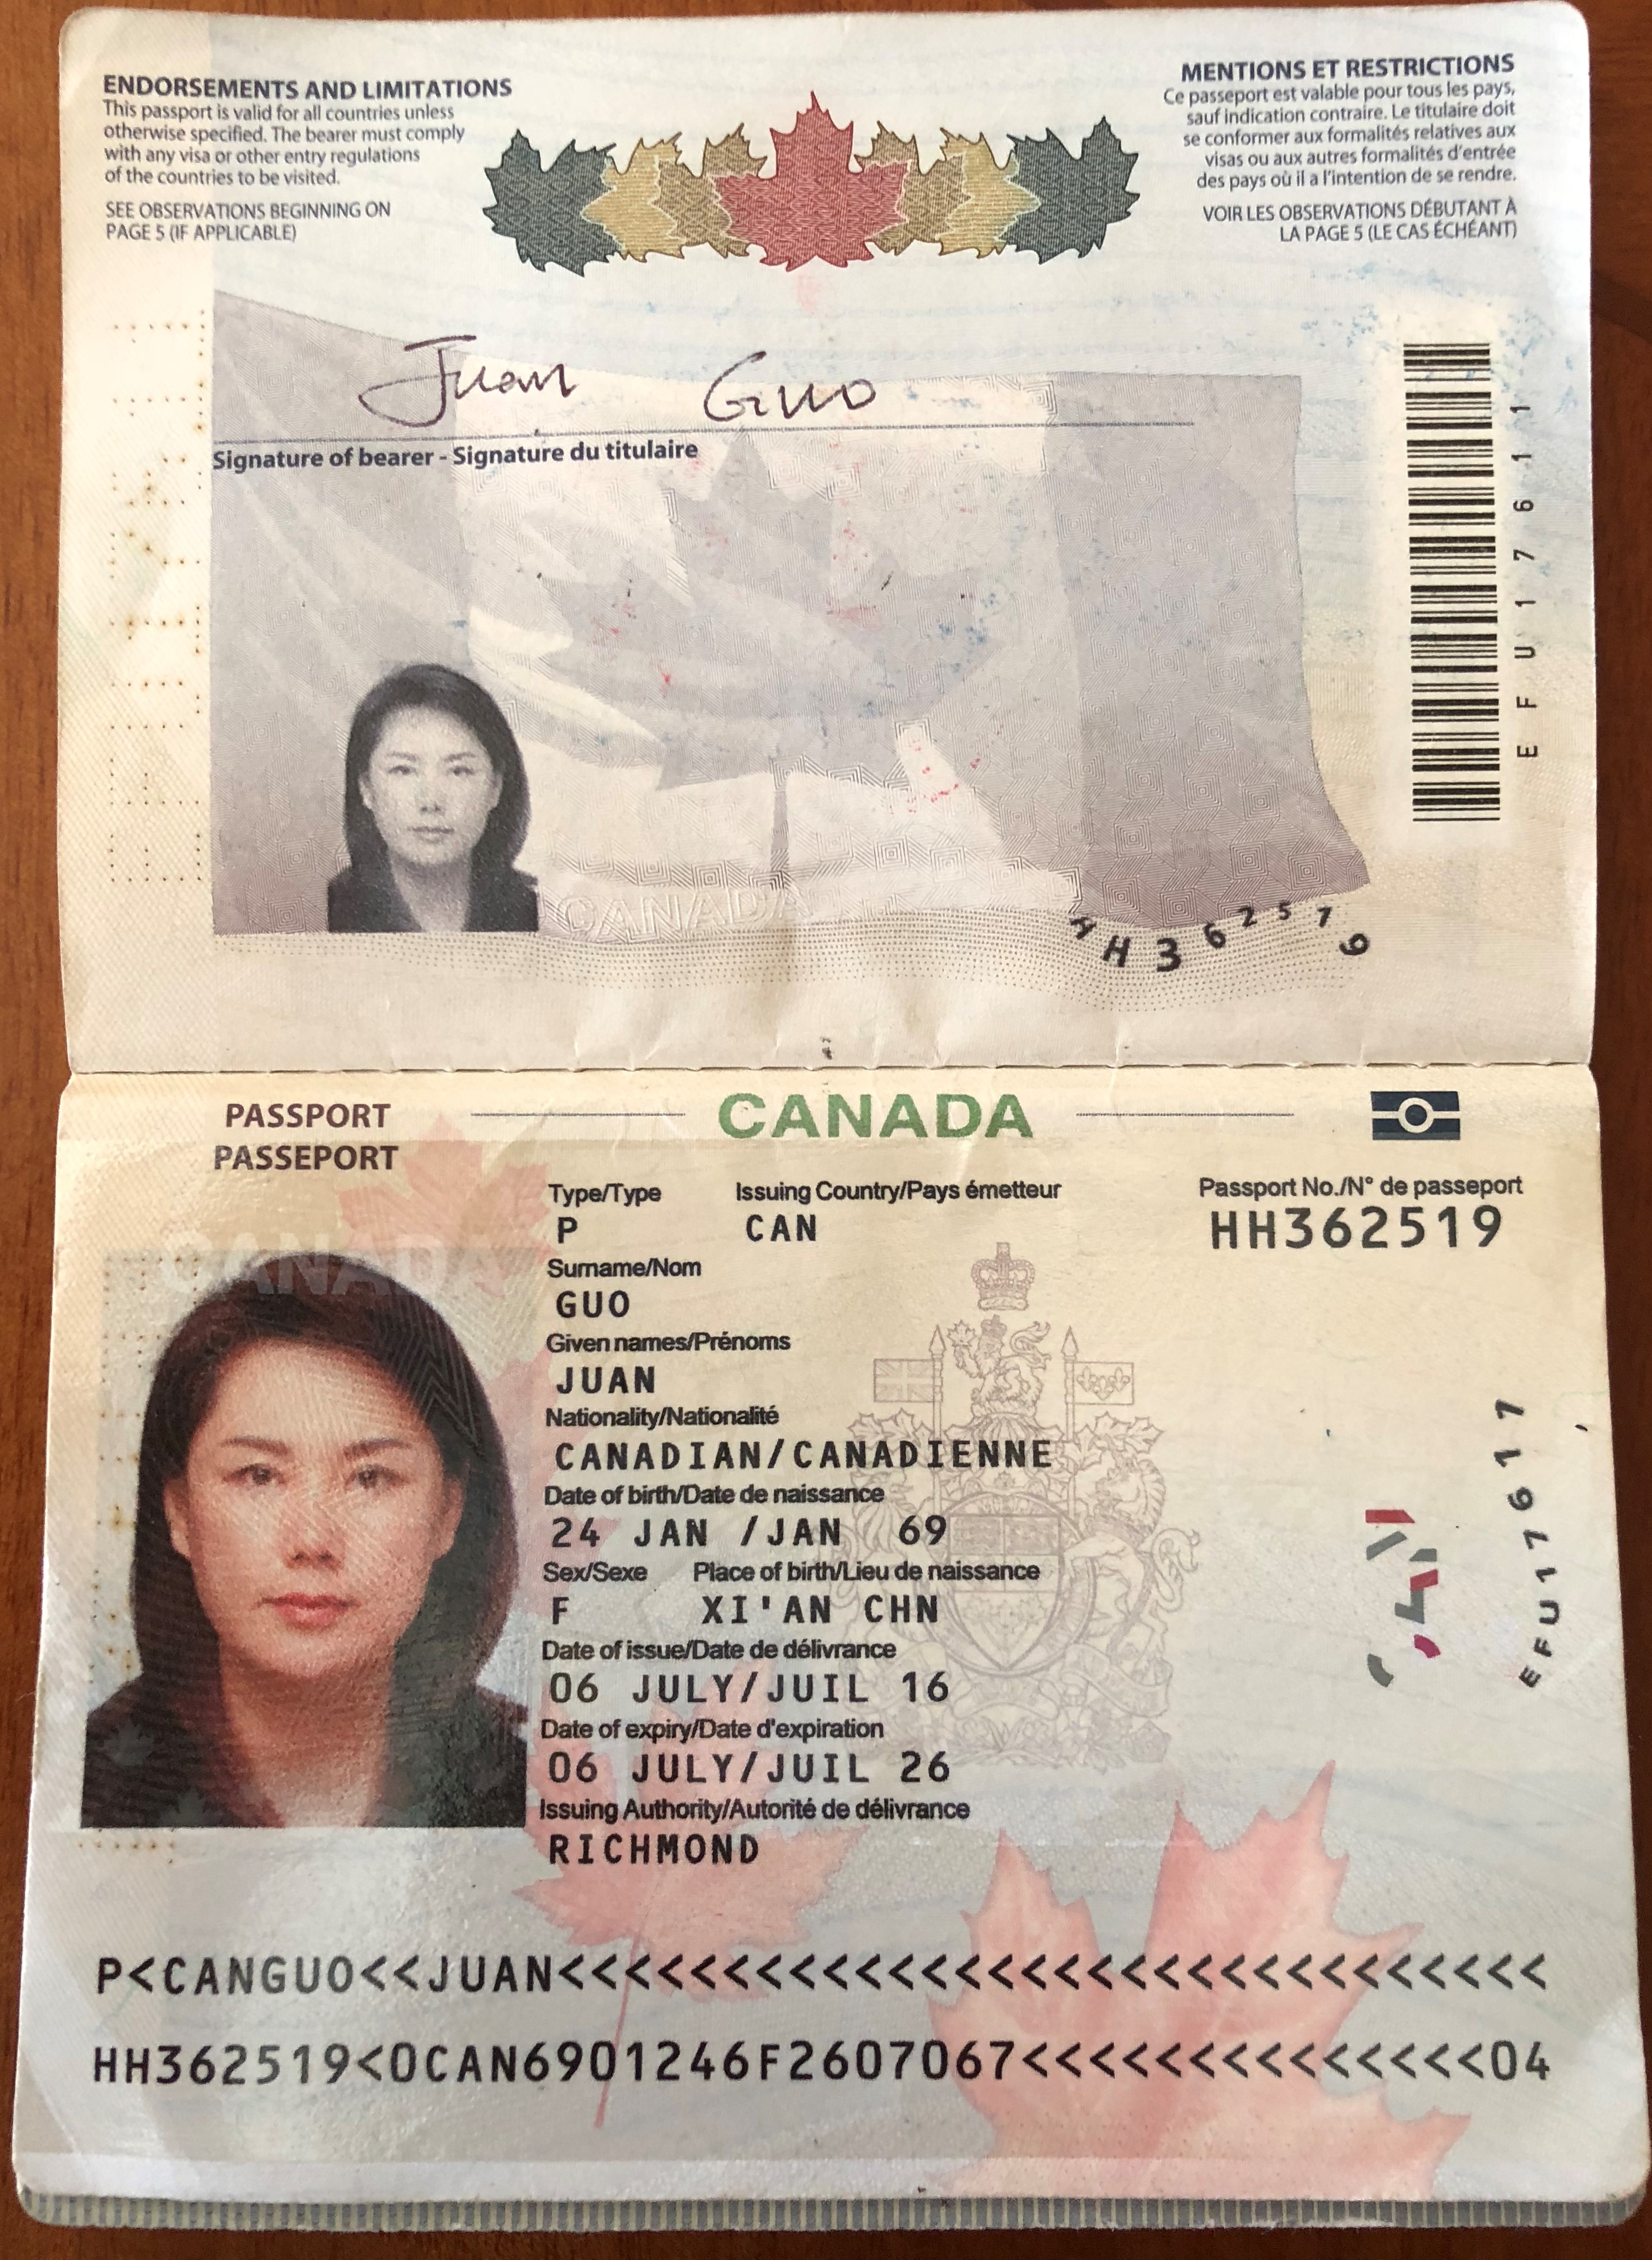 ENDORSEMENTS AND LIMITATIONS
This passport is valid for all countries unless
otherwise specified. The bearer must comply
with any visa or other entry regulations
of the countries to be visited.
SEE OBSERVATIONS BEGINNING ON
PAGE 5 (IF APPLICABLE)
MENTIONS ET RESTRICTIONS
Ce passeport est valable pour tous les pays,
sauf indication contraire. Le titulaire doit
se conformer aux formalités relatives aux
visas ou aux autres formalités d'entrée
des pays où il a l'intention de se rendre.
VOIR LES OBSERVATIONS DÉBUTANT À
LA PAGE 5 (LE CAS ÉCHÉANT)
Juan Guo
Signature of bearer - Signature du titulaire
CANADA
PASSPORT
PASSEPORT
CANADA
CANADA
Type/Type Issuing Country/Pays émetteur Passport No./N° de passeport
P CAN HH362519
Surname/Nom
GUO
Given names/Prénoms
JUAN
Nationality/Nationalité
CANADIAN/CANADIENNE
Date of birth/Date de naissance
24 JAN /JAN 69
Sex/Sexe Place of birth/Lieu de naissance
F XI'AN CHN
Date of issue/Date de délivrance
06 JULY/JUIL 16
Date of expiry/Date d'expiration
06 JULY/JUIL 26
Issuing Authority/Autorité de délivrance
RICHMOND
P<CANGUO<<JUAN<<<<<<<<<<<<<<<<<<<<<<<<<<<<<<
HH362519<0CAN6901246F2607067<<<<<<<<<<<<<<04